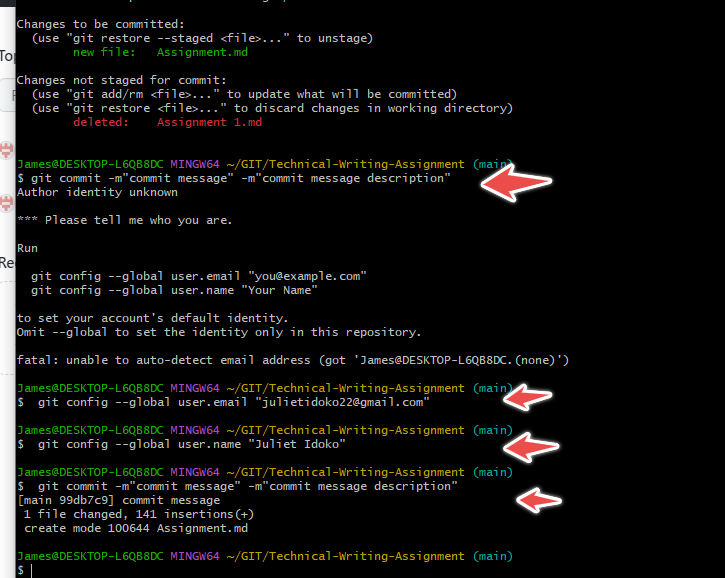 Changes to be committed:
(use "git restore --staged <file>..." to unstage)
new file:   Assignment.md
Changes not staged for commit:
(use "git add/rm <file>..." to update what will be committed)
(use "git restore <file>..." to discard changes in working directory)
deleted:    Assignment 1.md
James@DESKTOP-L6QB8DC MINGW64 ~/GIT/Technical-Writing-Assignment (main)
$ git commit -m"commit message" -m"commit message description"
Author identity unknown
*** Please tell me who you are.
Run
git config --global user.email "you@example.com"
git config --global user.name "Your Name"
to set your account's default identity.
Omit --global to set the identity only in this repository.
fatal: unable to auto-detect email address (got 'James@DESKTOP-L6QB8DC.(none)')
James@DESKTOP-L6QB8DC MINGW64 ~/GIT/Technical-Writing-Assignment (main)
$  git config --global user.email "julietidoko22@gmail.com"
James@DESKTOP-L6QB8DC MINGW64 ~/GIT/Technical-Writing-Assignment (main)
$ git config --global user.name "Juliet Idoko"
James@DESKTOP-L6QB8DC MINGW64 ~/GIT/Technical-Writing-Assignment (main)
$  git commit -m"commit message" -m"commit message description"
[main 99db7c9] commit message
1 file changed, 141 insertions(+)
create mode 100644 Assignment.md
James@DESKTOP-L6QB8DC MINGW64 ~/GIT/Technical-Writing-Assignment (main)
$